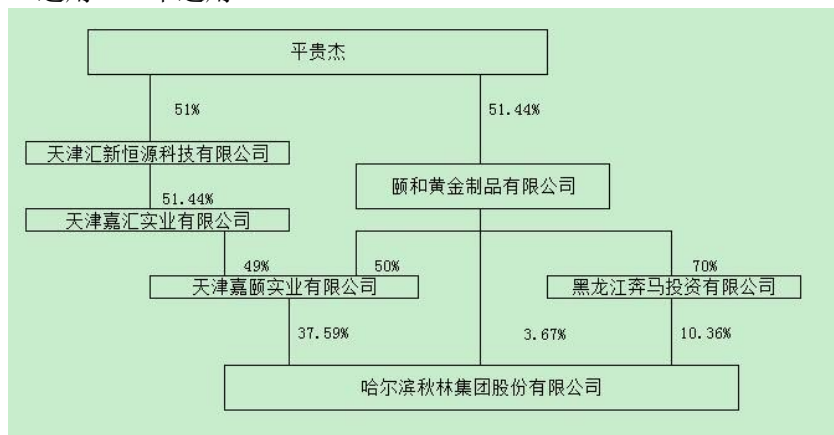 平贵杰
51%
51.44%
天津汇新恒源科技有限公司
颐和黄金制品有限公司
51.44%
天津嘉汇实业有限公司
49%
50%
70%
天津嘉颐实业有限公司
黑龙江奔马投资有限公司
37.59%
3.67%
10.36%
哈尔滨秋林集团股份有限公司